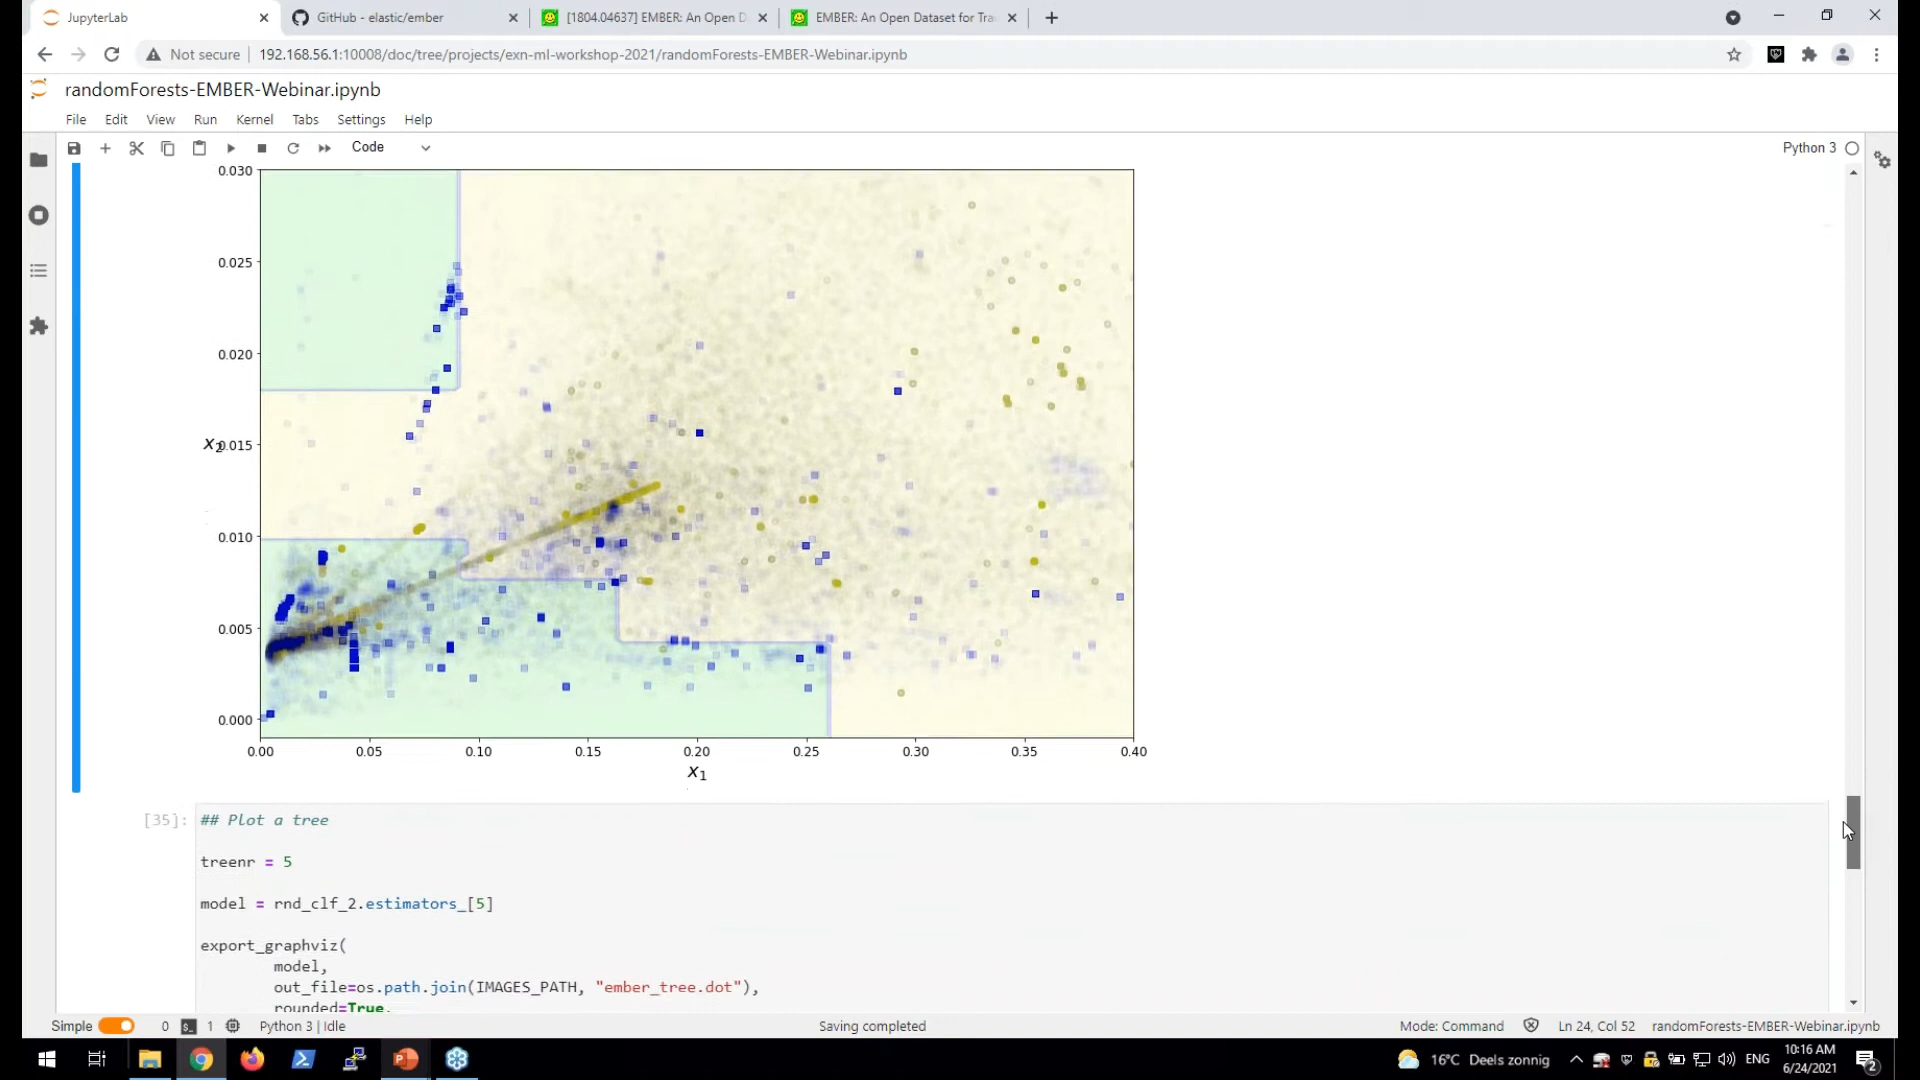 JupyterLab
GitHub - elastic/ember
[1804.04637] EMBER: An Open D
EMBER: An Open Dataset for Tra
Not secure
192.168.56.1:10008/doc/tree/projects/exn-ml-workshop-2021/randomForests-EMBER-Webinar.ipynb
randomForests-EMBER-Webinar.ipynb
File Edit View Run Kernel Tabs Settings Help
Code
Python 3
0.030
0.025
0.020
0.015
0.010
0.005
0.000
x2
0.00 0.05 0.10 0.15 0.20 0.25 0.30 0.35 0.40
x1
[35]:
## Plot a tree
treenr = 5
model = rnd_clf_2.estimators_[5]
export_graphviz(
model,
out_file=os.path.join(IMAGES_PATH, "ember_tree.dot"),
rounded=True,
Simple 0 1 Python 3 | Idle Saving completed Mode: Command Ln 24, Col 52 randomForests-EMBER-Webinar.ipynb
16°C Deels zonnig ENG 10:16 AM
6/24/2021
2